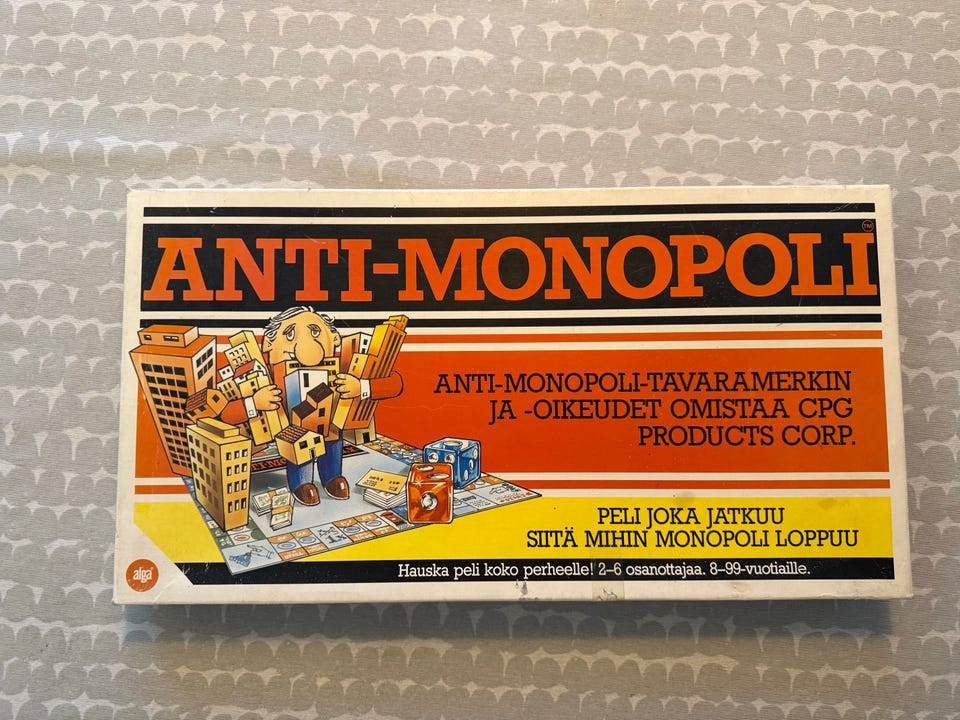 ANTI-MONOPOLI™
ANTI-MONOPOLI-TAVARAMERKIN
JA -OIKEUDET OMISTAA CPG
PRODUCTS CORP.
PELI JOKA JATKUU
SIITÄ MIHIN MONOPOLI LOPPUU
Hauska peli koko perheelle! 2–6 osanottajaa. 8–99-vuotiaille.
alga